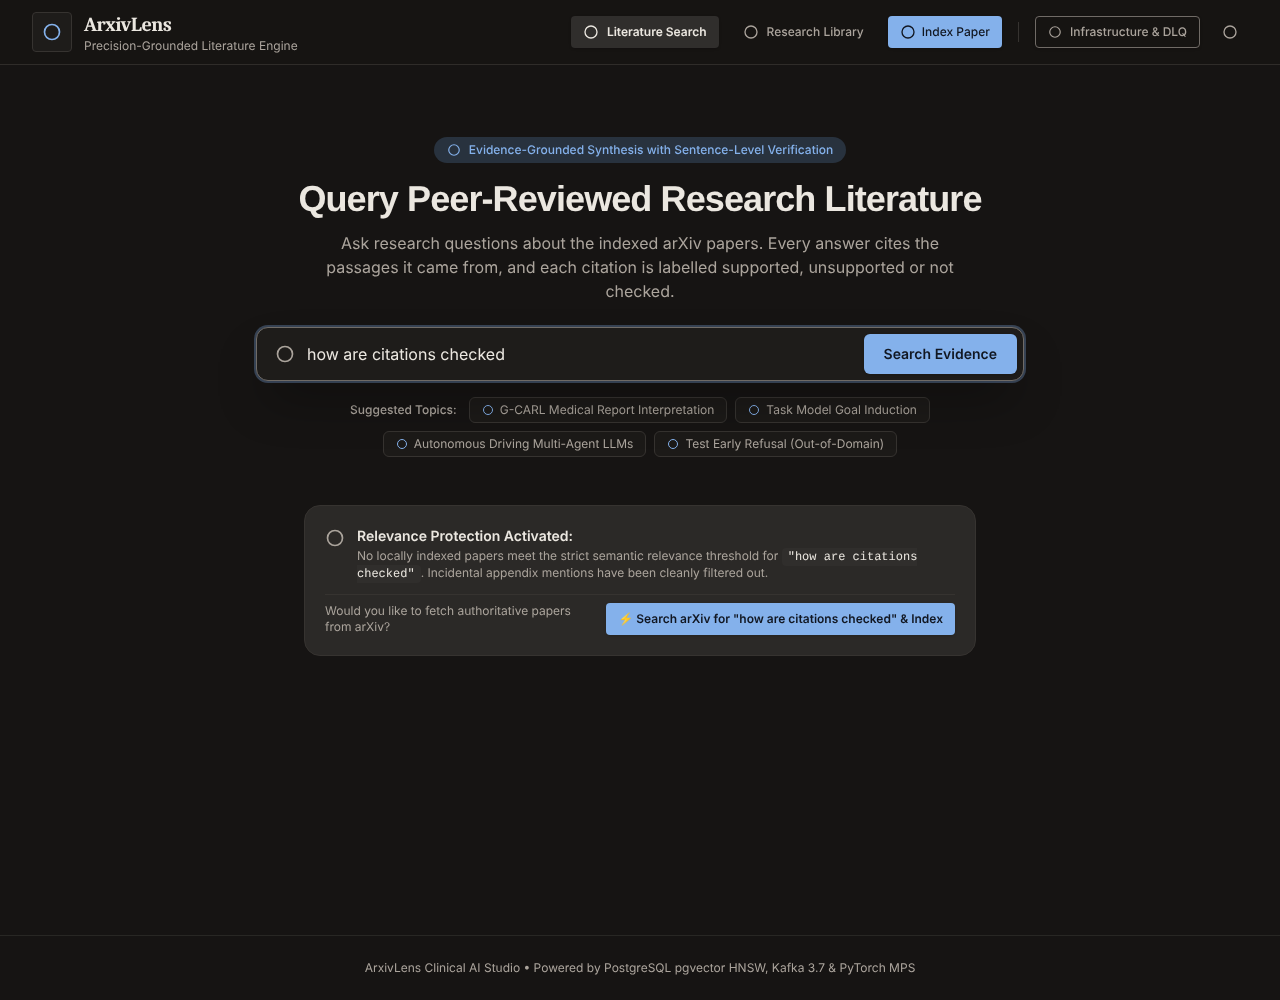 ArxivLens
Precision-Grounded Literature Engine
Literature Search
Research Library
Index Paper
Infrastructure & DLQ
Evidence-Grounded Synthesis with Sentence-Level Verification
Query Peer-Reviewed Research Literature
Ask research questions about the indexed arXiv papers. Every answer cites the
passages it came from, and each citation is labelled supported, unsupported or not
checked.
how are citations checked
Search Evidence
Suggested Topics:
G-CARL Medical Report Interpretation
Task Model Goal Induction
Autonomous Driving Multi-Agent LLMs
Test Early Refusal (Out-of-Domain)
Relevance Protection Activated:
No locally indexed papers meet the strict semantic relevance threshold for "how are citations
checked" . Incidental appendix mentions have been cleanly filtered out.
Would you like to fetch authoritative papers
from arXiv?
⚡ Search arXiv for "how are citations checked" & Index
ArxivLens Clinical AI Studio • Powered by PostgreSQL pgvector HNSW, Kafka 3.7 & PyTorch MPS